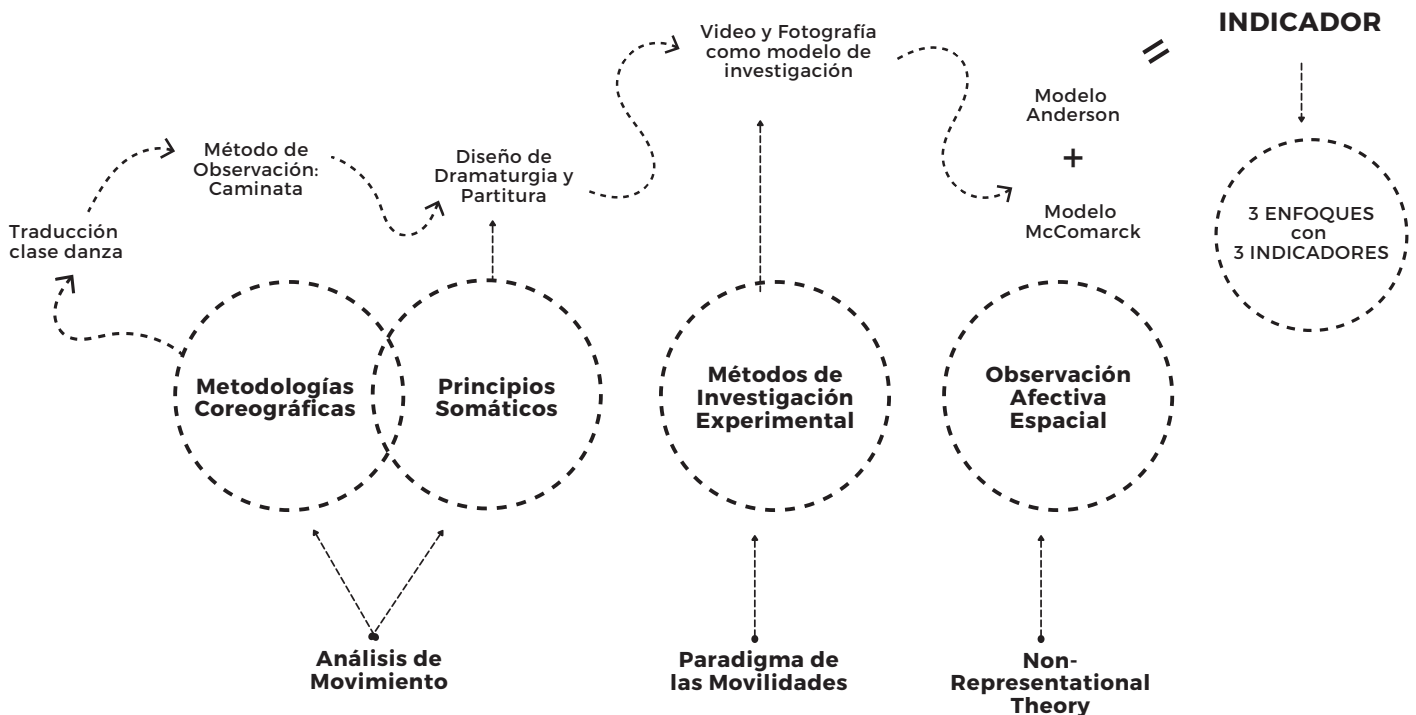 INDICADOR
Video y Fotografía
como modelo de
investigación
=
Modelo
Anderson
+
Modelo
McComarck
Método de
Observación:
Caminata
Diseño de
Dramaturgia y
Partitura
Traducción
clase danza
3 ENFOQUES
con
3 INDICADORES
Metodologías
Coreográficas
Principios
Somáticos
Métodos de
Investigación
Experimental
Observación
Afectiva
Espacial
Análisis de
Movimiento
Paradigma de
las Movilidades
Non-
Representational
Theory